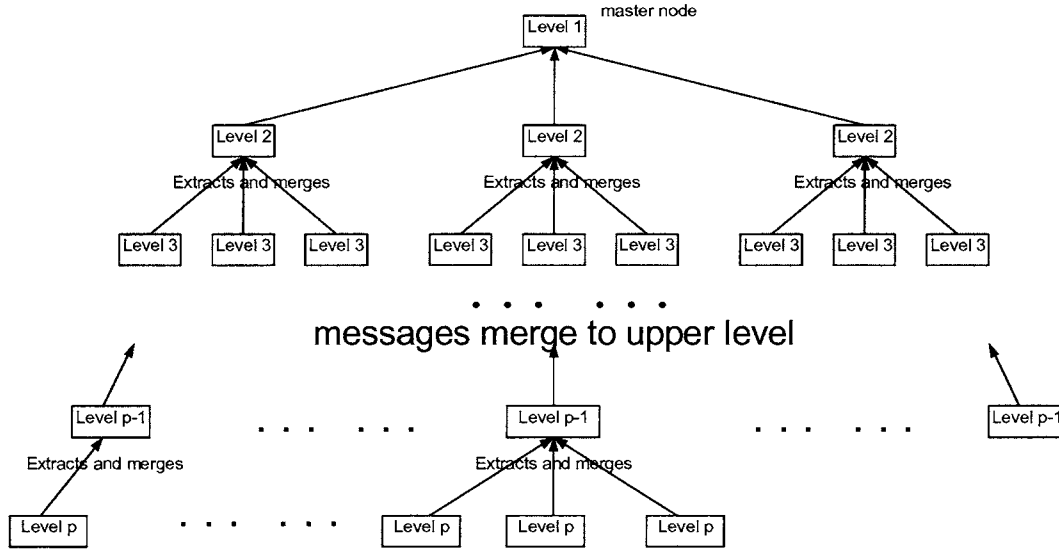 master node
Level 1
Level 2 Level 2 Level 2
Extracts and merges Extracts and merges Extracts and merges
Level 3 Level 3 Level 3 Level 3 Level 3 Level 3 Level 3 Level 3 Level 3
. . . . . .
messages merge to upper level
Level p-1 . . . . . . Level p-1 . . . . . . Level p-1
Extracts and merges Extracts and merges
Level p . . . . . . Level p Level p Level p